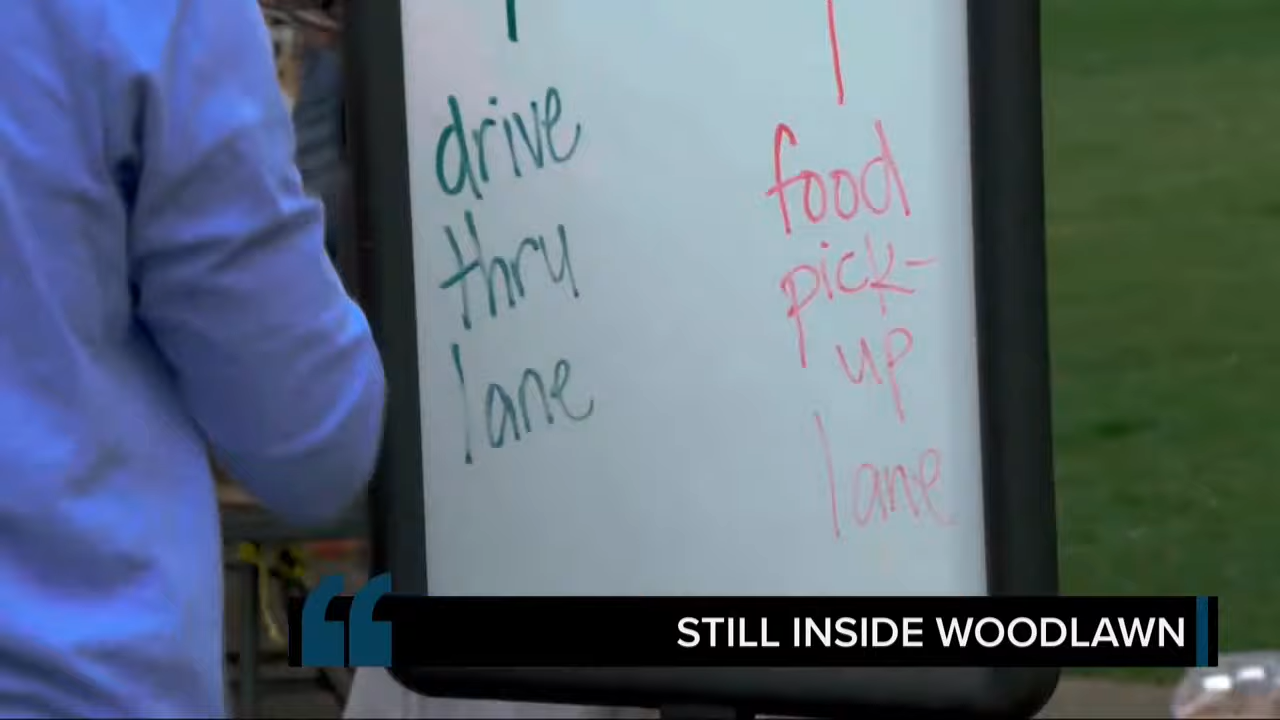 drive
thru
lane
food
pick-
up
lane
STILL INSIDE WOODLAWN